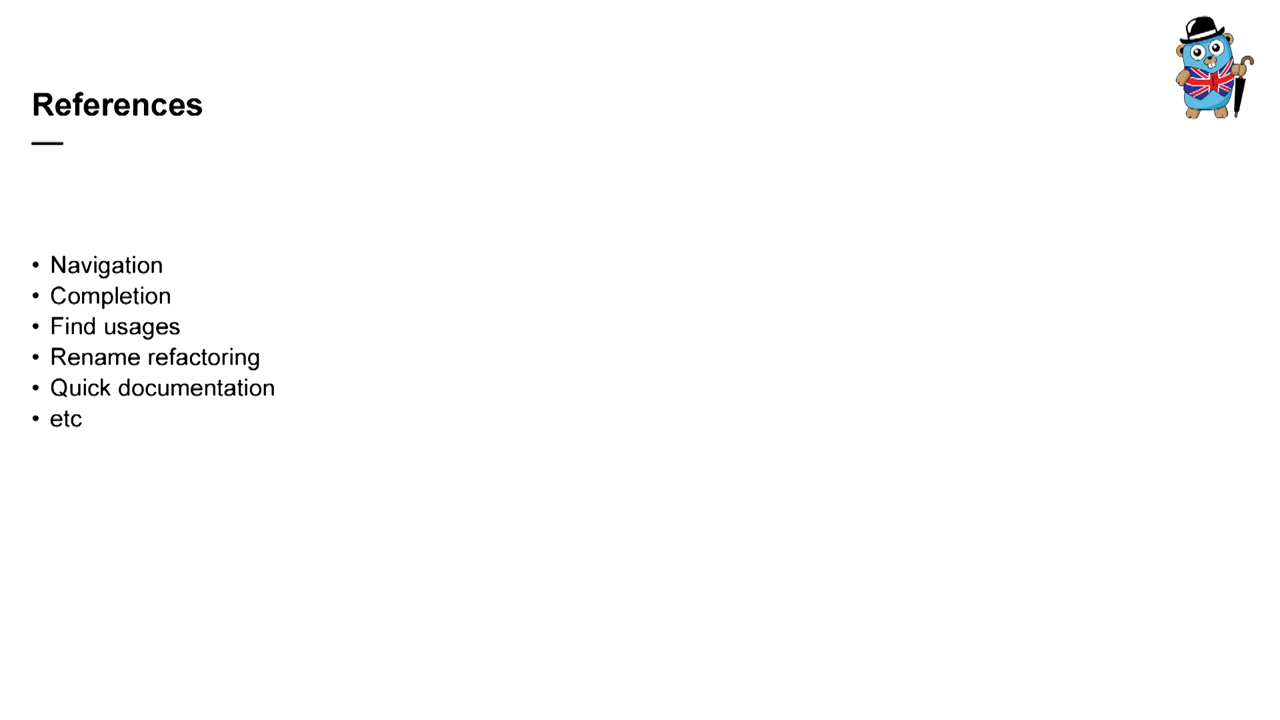 References
• Navigation
• Completion
• Find usages
• Rename refactoring
• Quick documentation
• etc